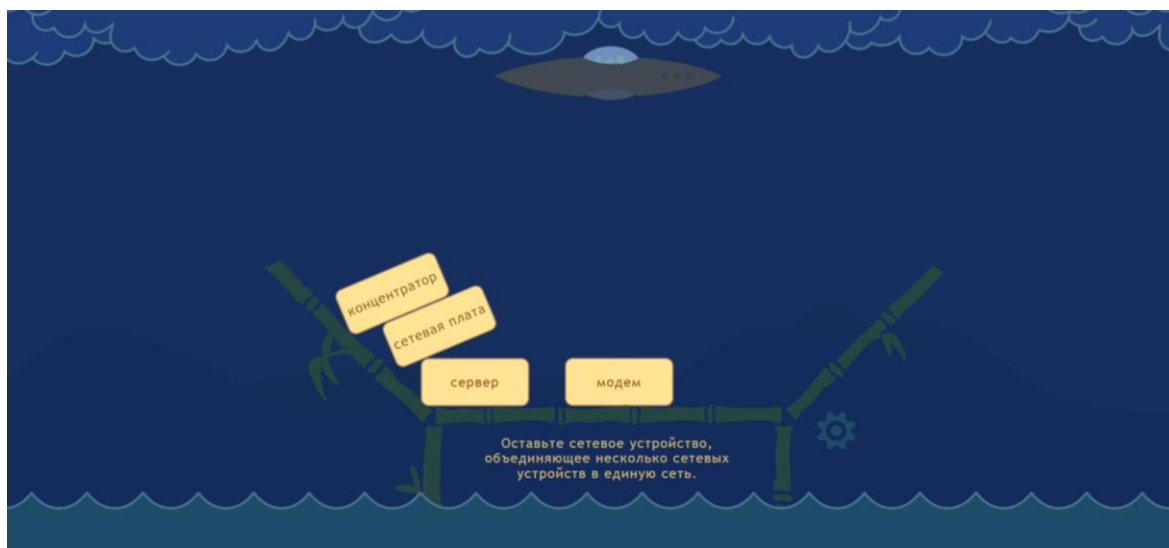 концентратор
сетевая плата
сервер
модем
Оставьте сетевое устройство,
объединяющее несколько сетевых
устройств в единую сеть.